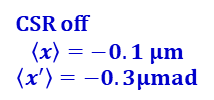 CSR off
⟨x⟩ = −0.1 μm
⟨x′⟩ = −0.3μmad